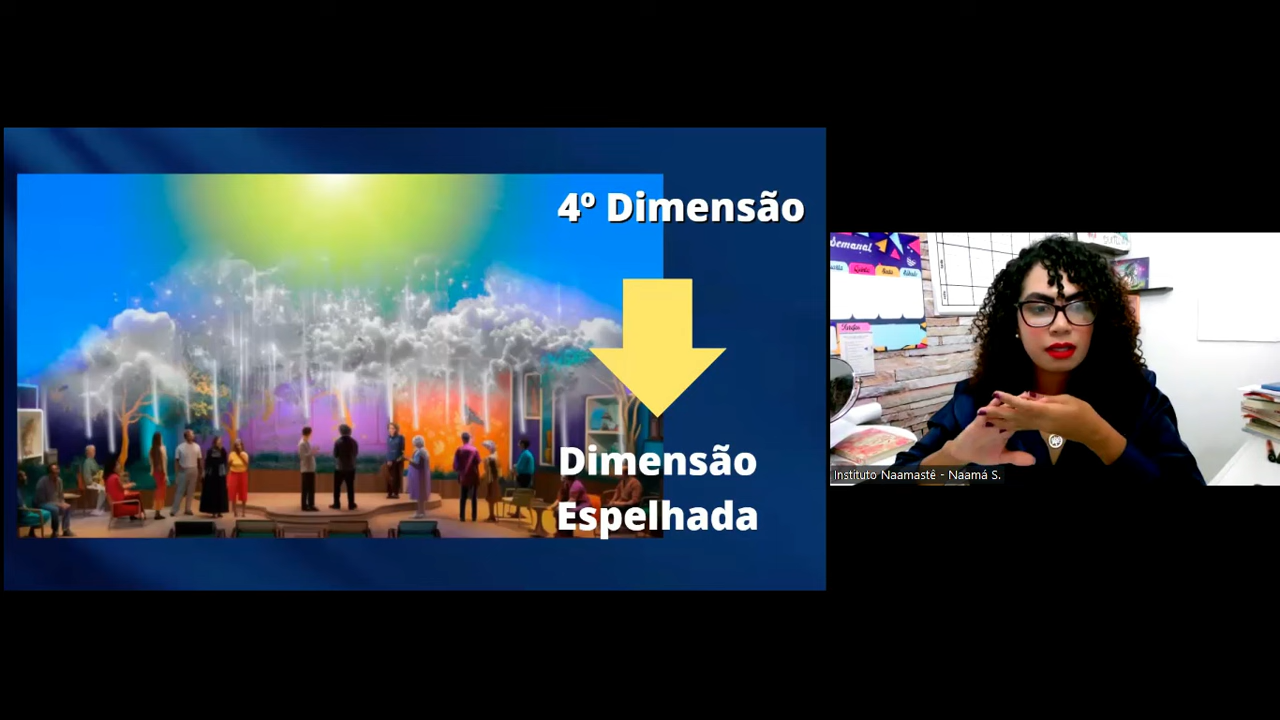 4º Dimensão
Dimensão
Espelhada
Semanal
Instituto Naamastê - Naamá S.